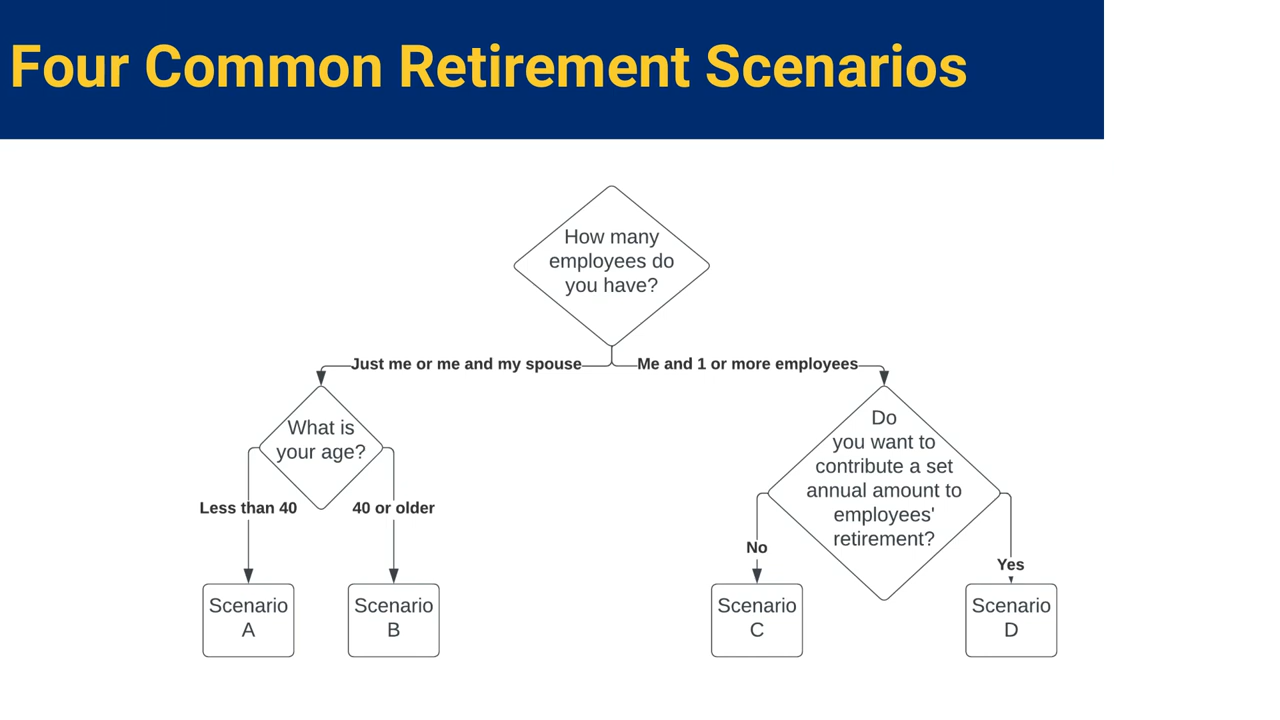 Four Common Retirement Scenarios
How many
employees do
you have?
Just me or me and my spouse
Me and 1 or more employees
What is
your age?
Less than 40
40 or older
Do
you want to
contribute a set
annual amount to
employees'
retirement?
No
Yes
Scenario
A
Scenario
B
Scenario
C
Scenario
D